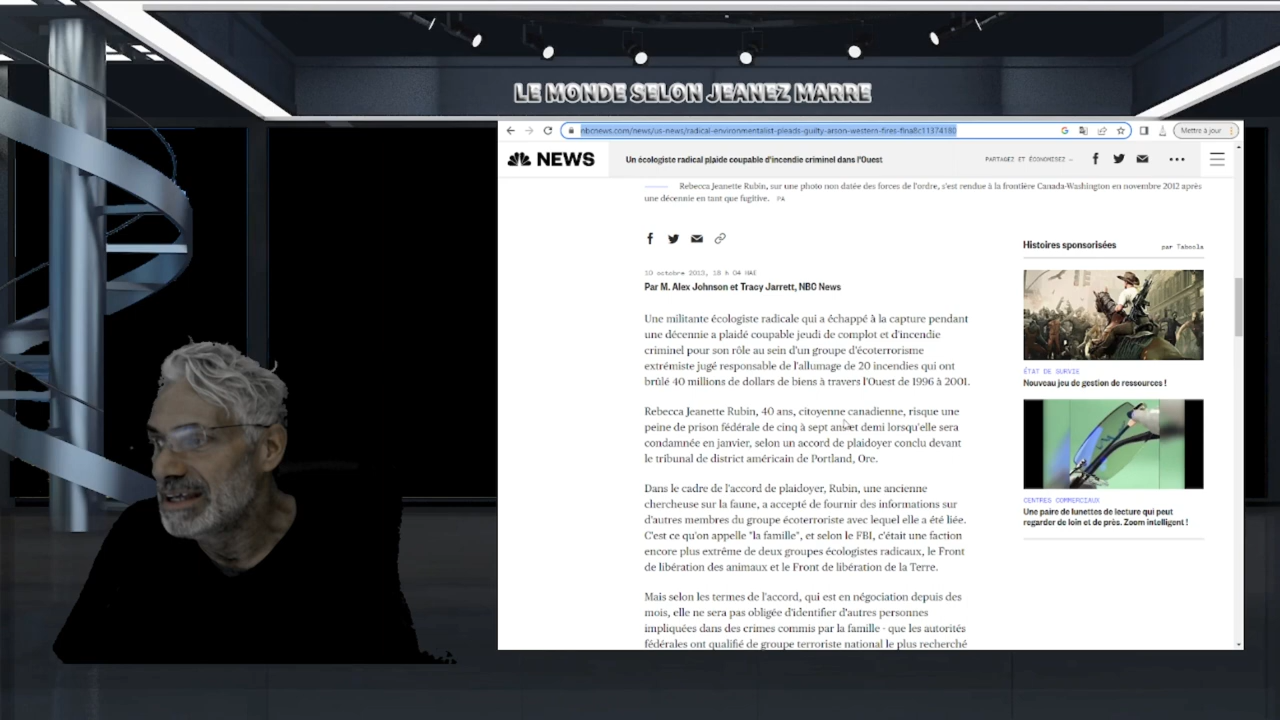 LE MONDE SELON JEANEZ MARRE
nbcnews.com/news/us-news/radical-environmentalist-pleads-guilty-arson-western-fires-flna8c11374180
Mettre à jour
NEWS
Un écologiste radical plaide coupable d'incendie criminel dans l'Ouest
PARTAGEZ ET ÉCONOMISEZ
Rebecca Jeanette Rubin, sur une photo non datée des forces de l'ordre, s'est rendue à la frontière Canada-Washington en novembre 2012 après
une décennie en tant que fugitive. PA
10 octobre 2013, 18 h 04 HAE
Par M. Alex Johnson et Tracy Jarrett, NBC News
Une militante écologiste radicale qui a échappé à la capture pendant
une décennie a plaidé coupable jeudi de complot et d'incendie
criminel pour son rôle au sein d'un groupe d'écoterrorisme
extrémiste jugé responsable de l'allumage de 20 incendies qui ont
brûlé 40 millions de dollars de biens à travers l'Ouest de 1996 à 2001.
Rebecca Jeanette Rubin, 40 ans, citoyenne canadienne, risque une
peine de prison fédérale de cinq à sept ans et demi lorsqu'elle sera
condamnée en janvier, selon un accord de plaidoyer conclu devant
le tribunal de district américain de Portland, Ore.
Dans le cadre de l'accord de plaidoyer, Rubin, une ancienne
chercheuse sur la faune, a accepté de fournir des informations sur
d'autres membres du groupe écoterroriste avec lequel elle a été liée.
C'est ce qu'on appelle "la famille", et selon le FBI, c'était une faction
encore plus extrême de deux groupes écologistes radicaux, le Front
de libération des animaux et le Front de libération de la Terre.
Mais selon les termes de l'accord, qui est en négociation depuis des
mois, elle ne sera pas obligée d'identifier d'autres personnes
impliquées dans des crimes commis par la famille - que les autorités
fédérales ont qualifié de groupe terroriste national le plus recherché
Histoires sponsorisées
par Taboola
ÉTAT DE SURVIE
Nouveau jeu de gestion de ressources !
CENTRES COMMERCIAUX
Une paire de lunettes de lecture qui peut
regarder de loin et de près. Zoom intelligent !